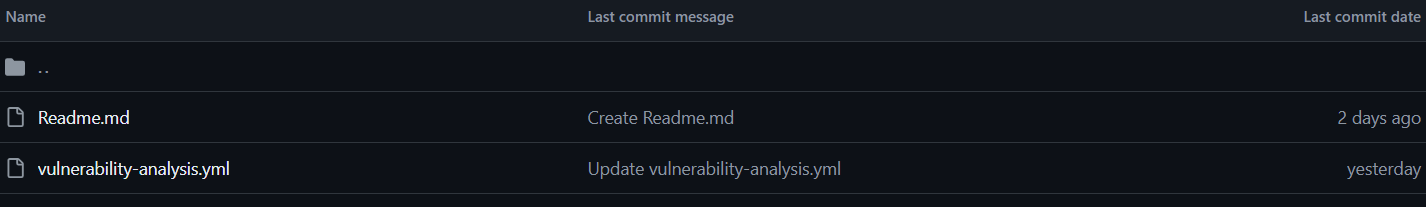 Name Last commit message Last commit date
..
Readme.md Create Readme.md 2 days ago
vulnerability-analysis.yml Update vulnerability-analysis.yml yesterday